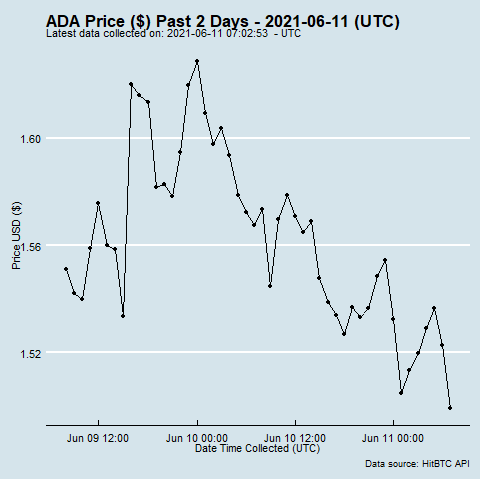 ADA Price ($) Past 2 Days - 2021-06-11 (UTC)
Latest data collected on: 2021-06-11 07:02:53 - UTC
1.60
1.56
1.52
Price USD ($)
Jun 09 12:00
Jun 10 00:00
Jun 10 12:00
Jun 11 00:00
Date Time Collected (UTC)
Data source: HitBTC API